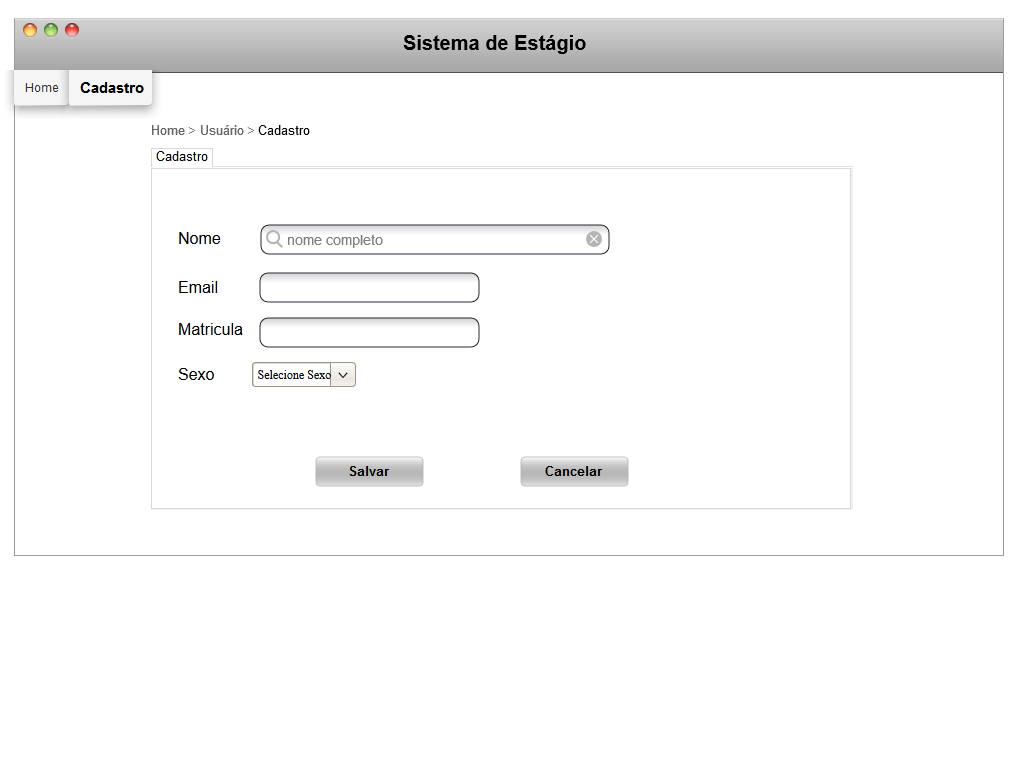 Sistema de Estágio
Home Cadastro
Home > Usuário > Cadastro
Cadastro
Nome nome completo
Email
Matricula
Sexo Selecione Sexo
Salvar Cancelar